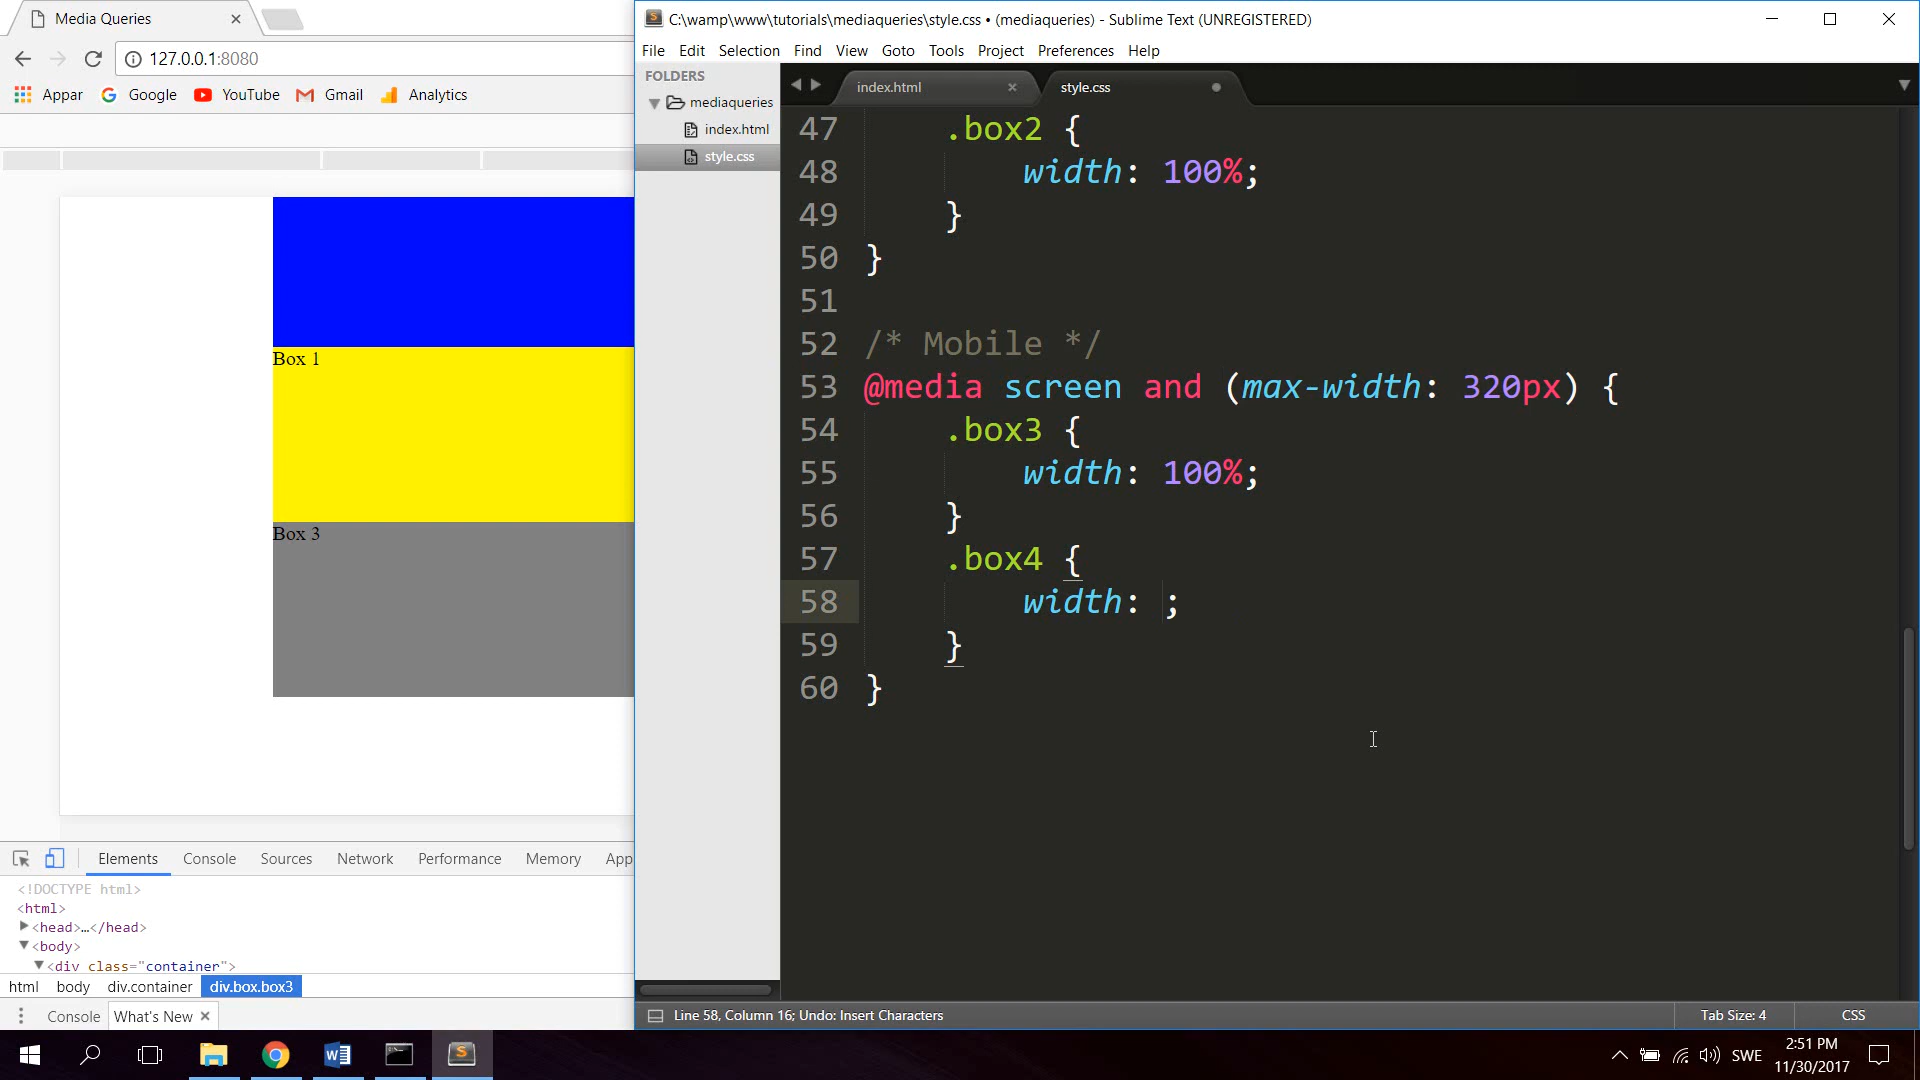 Media Queries
C:\wamp\www\tutorials\mediaqueries\style.css • (mediaqueries) - Sublime Text (UNREGISTERED)
127.0.0.1:8080
File Edit Selection Find View Goto Tools Project Preferences Help
Appar Google YouTube Gmail Analytics
FOLDERS
mediaqueries
index.html
style.css
index.html
style.css
47 .box2 {
48 width: 100%;
49 }
50 }
51
52 /* Mobile */
53 @media screen and (max-width: 320px) {
54 .box3 {
55 width: 100%;
56 }
57 .box4 {
58 width: ;
59 }
60 }
Box 1
Box 3
Elements Console Sources Network Performance Memory App
<!DOCTYPE html>
<html>
<head>…</head>
<body>
<div class="container">
html body div.container div.box.box3
Console What's New
Line 58, Column 16; Undo: Insert Characters
Tab Size: 4
CSS
SWE
2:51 PM
11/30/2017